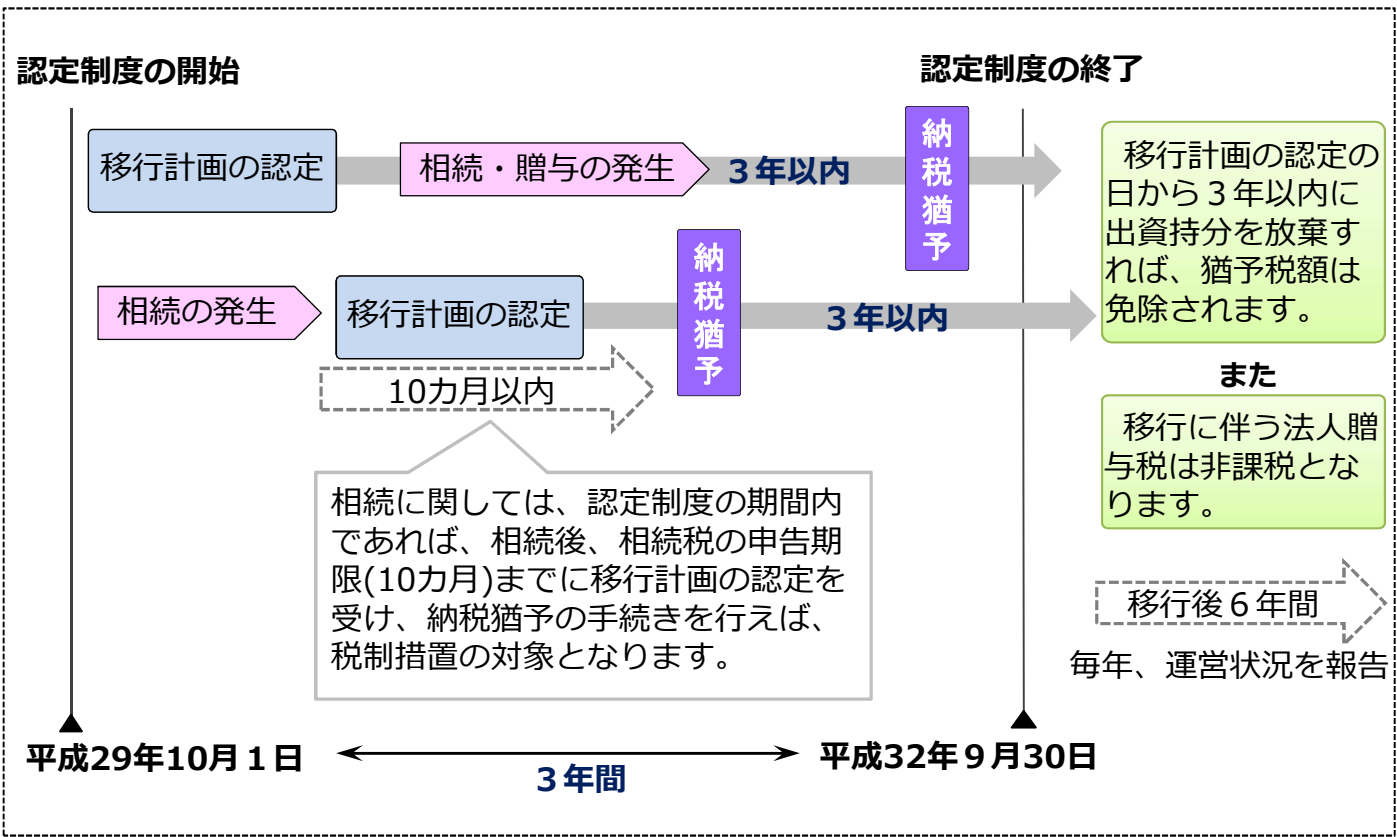 認定制度の開始
認定制度の終了
移行計画の認定
相続・贈与の発生
３年以内
納税猶予
相続の発生
移行計画の認定
納税猶予
３年以内
10カ月以内
相続に関しては、認定制度の期間内
であれば、相続後、相続税の申告期
限(10カ月)までに移行計画の認定を
受け、納税猶予の手続きを行えば、
税制措置の対象となります。
移行計画の認定の
日から３年以内に
出資持分を放棄す
れば、猶予税額は
免除されます。
また
移行に伴う法人贈
与税は非課税とな
ります。
移行後６年間
毎年、運営状況を報告
平成29年10月１日
３年間
平成32年９月30日